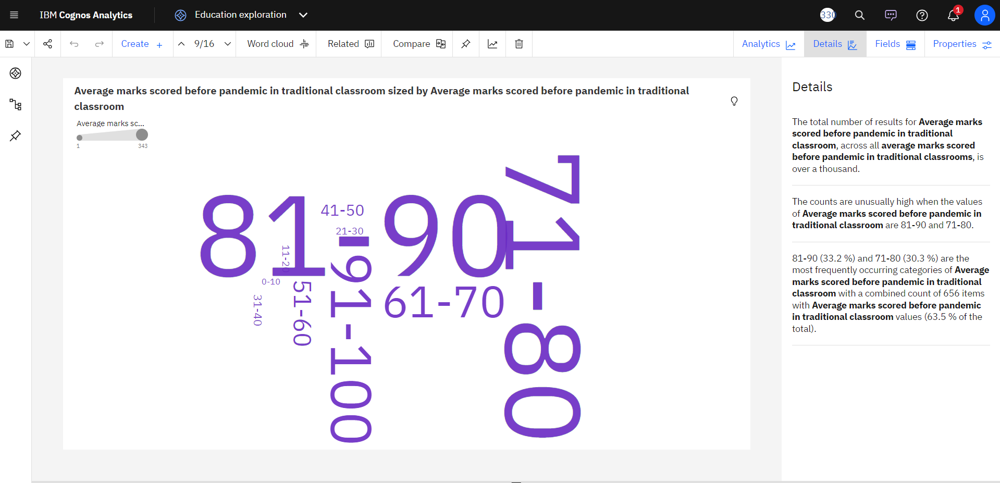 IBM Cognos Analytics
Education exploration
330
1
Create
9/16
Word cloud
Related
Compare
Analytics
Details
Fields
Properties
Average marks scored before pandemic in traditional classroom sized by Average marks scored before pandemic in traditional
classroom
Average marks sc...
1
343
81-90
71-80
41-50
21-30
11-20
0-10
31-40
51-60
91-100
61-70
Details
The total number of results for Average marks
scored before pandemic in traditional
classroom, across all average marks scored
before pandemic in traditional classrooms, is
over a thousand.
The counts are unusually high when the values
of Average marks scored before pandemic in
traditional classroom are 81-90 and 71-80.
81-90 (33.2 %) and 71-80 (30.3 %) are the
most frequently occurring categories of Average
marks scored before pandemic in traditional
classroom with a combined count of 656 items
with Average marks scored before pandemic
in traditional classroom values (63.5 % of the
total).